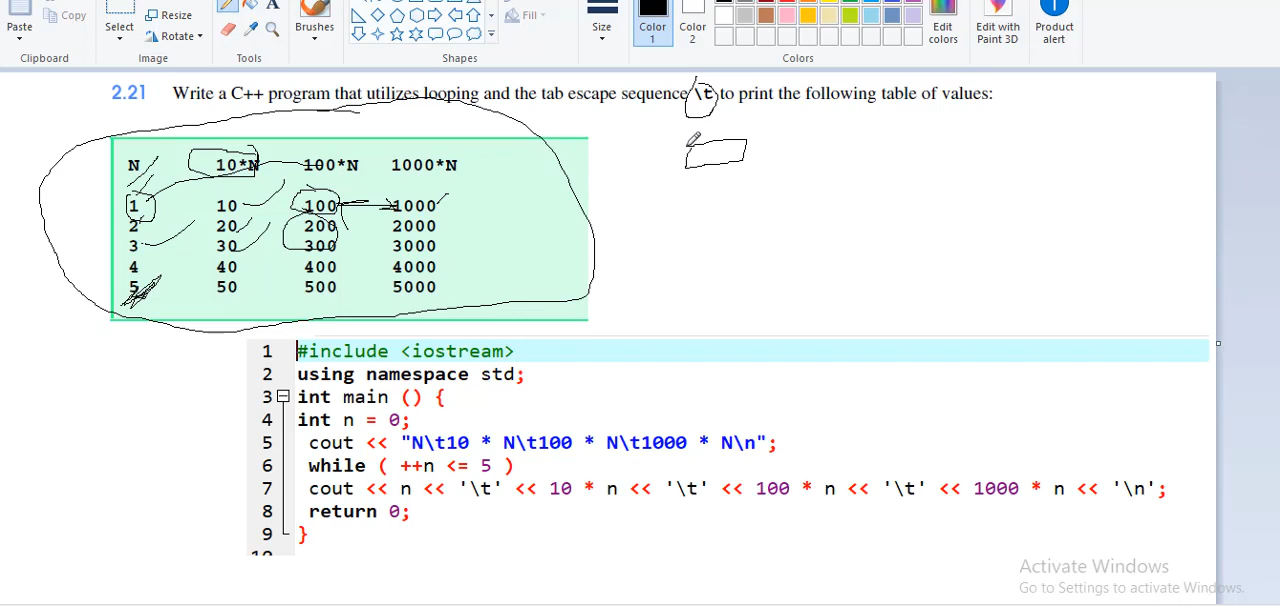 Paste
Copy
Clipboard
Select
Resize
Rotate
Image
A
Tools
Brushes
Fill
Shapes
Size
Color 1
Color 2
Colors
Edit colors
Edit with Paint 3D
Product alert
2.21 Write a C++ program that utilizes looping and the tab escape sequence \t to print the following table of values:
N 10*N 100*N 1000*N
1 10 100 1000
2 20 200 2000
3 30 300 3000
4 40 400 4000
5 50 500 5000
1 #include <iostream>
2 using namespace std;
3 int main () {
4 int n = 0;
5 cout << "N\t10 * N\t100 * N\t1000 * N\n";
6 while ( ++n <= 5 )
7 cout << n << '\t' << 10 * n << '\t' << 100 * n << '\t' << 1000 * n << '\n';
8 return 0;
9 }
10
Activate Windows
Go to Settings to activate Windows.